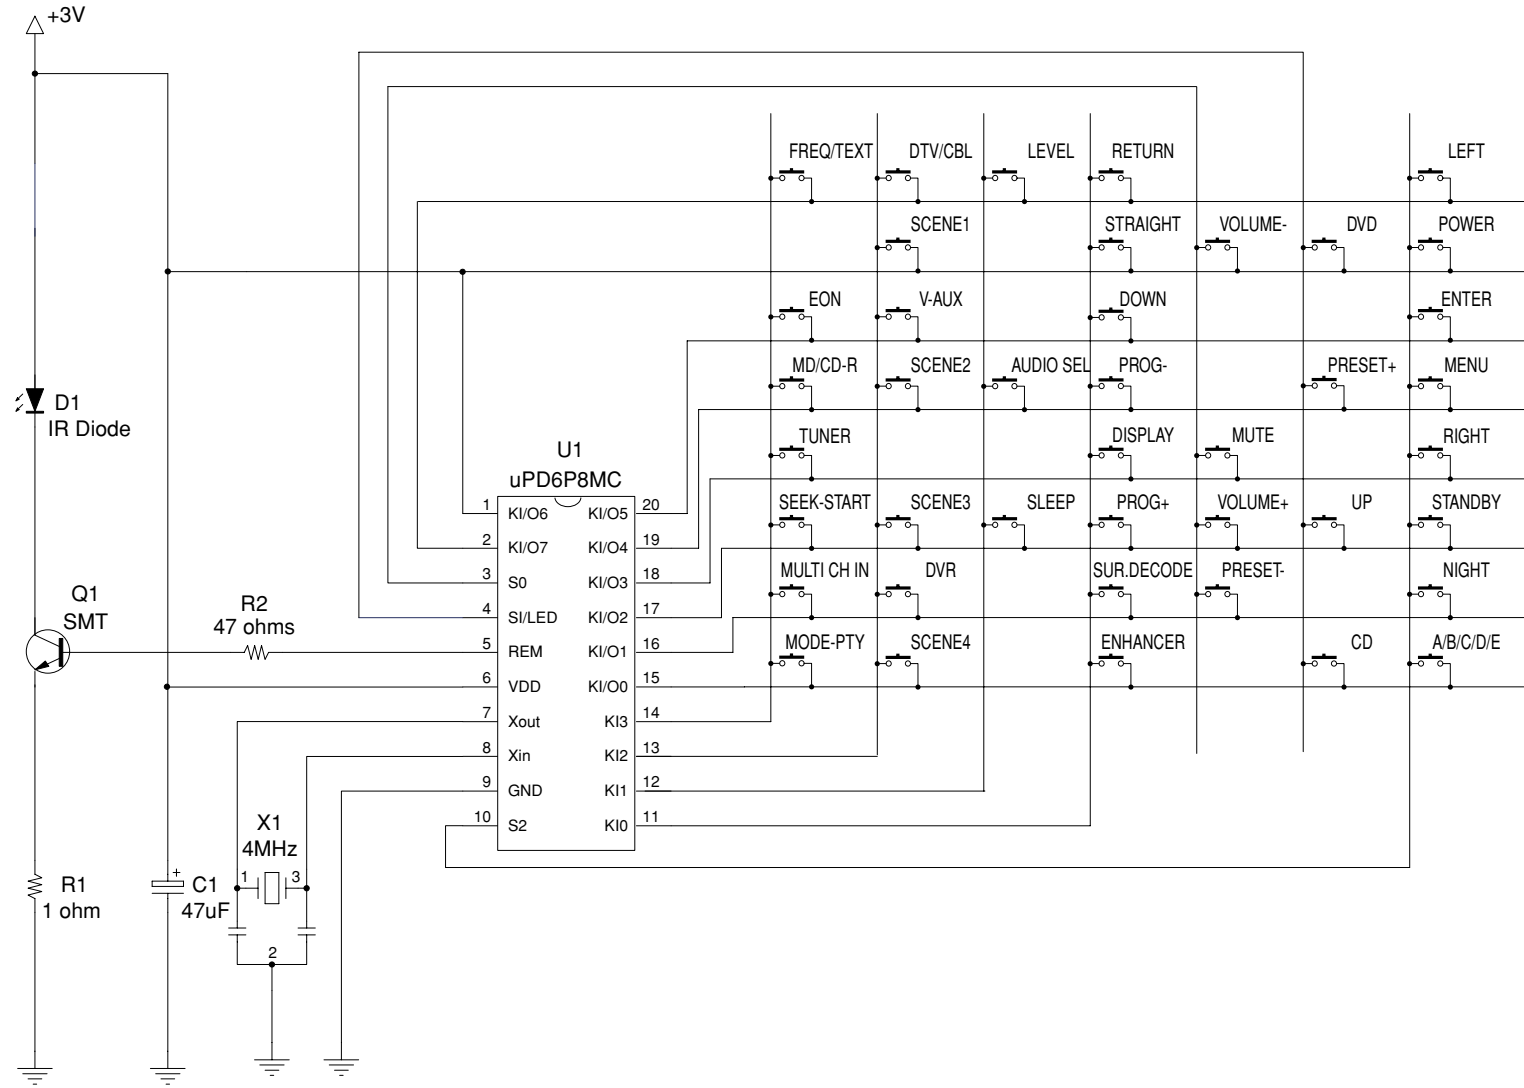 +3V
FREQ/TEXT DTV/CBL LEVEL RETURN LEFT
SCENE1 STRAIGHT VOLUME- DVD POWER
EON V-AUX DOWN ENTER
MD/CD-R SCENE2 AUDIO SEL PROG- PRESET+ MENU
TUNER DISPLAY MUTE RIGHT
SEEK-START SCENE3 SLEEP PROG+ VOLUME+ UP STANDBY
MULTI CH IN DVR SUR.DECODE PRESET- NIGHT
MODE-PTY SCENE4 ENHANCER CD A/B/C/D/E
D1
IR Diode
Q1
SMT
R2
47 ohms
U1
uPD6P8MC
1 KI/O6 KI/O5 20
2 KI/O7 KI/O4 19
3 S0 KI/O3 18
4 SI/LED KI/O2 17
5 REM KI/O1 16
6 VDD KI/O0 15
7 Xout KI3 14
8 Xin KI2 13
9 GND KI1 12
10 S2 KI0 11
X1
4MHz
1 3
2
R1
1 ohm
+
C1
47uF